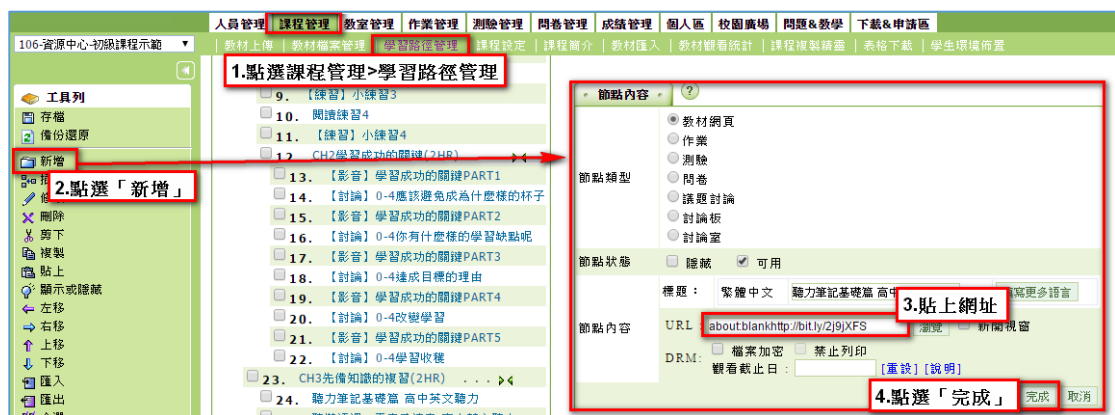 人員管理 課程管理 教室管理 作業管理 測驗管理 問卷管理 成績管理 個人區 校園廣場 問題&教學 下載&申請區
106-資源中心-初級課程示範 ▼
教材上傳 | 教材檔案管理 | 學習路徑管理 | 課程設定 | 課程簡介 | 教材匯入 | 教材觀看統計 | 課程複製精靈 | 表格下載 | 學生環境佈置
1.點選課程管理>學習路徑管理
工具列
存檔
備份還原
新增
2.點選「新增」
刪除
剪下
複製
貼上
顯示或隱藏
左移
右移
上移
下移
匯入
匯出
9. 【練習】小練習3
10. 閱讀練習4
11. 【練習】小練習4
12. CH2學習成功的關鍵(2HR)
13. 【影音】學習成功的關鍵PART1
14. 【討論】0-4應該避免成為什麼樣的杯子
15. 【影音】學習成功的關鍵PART2
16. 【討論】0-4你有什麼樣的學習缺點呢
17. 【影音】學習成功的關鍵PART3
18. 【討論】0-4達成目標的理由
19. 【影音】學習成功的關鍵PART4
20. 【討論】0-4改變學習
21. 【影音】學習成功的關鍵PART5
22. 【討論】0-4學習收穫
23. CH3先備知識的複習(2HR) . . .
24. 聽力筆記基礎篇 高中英文聽力
節點內容 ?
節點類型
教材網頁
作業
測驗
問卷
議題討論
討論板
討論室
節點狀態 隱藏 可用
節點內容
標題： 繁體中文 聽力筆記基礎篇 高中 填寫更多語言
3.貼上網址
URL： about:blankhttp://bit.ly/2j9jXFS 瀏覽 新開視窗
DRM: 檔案加密 禁止列印
觀看截止日： [重設] [說明]
4.點選「完成」
完成 取消